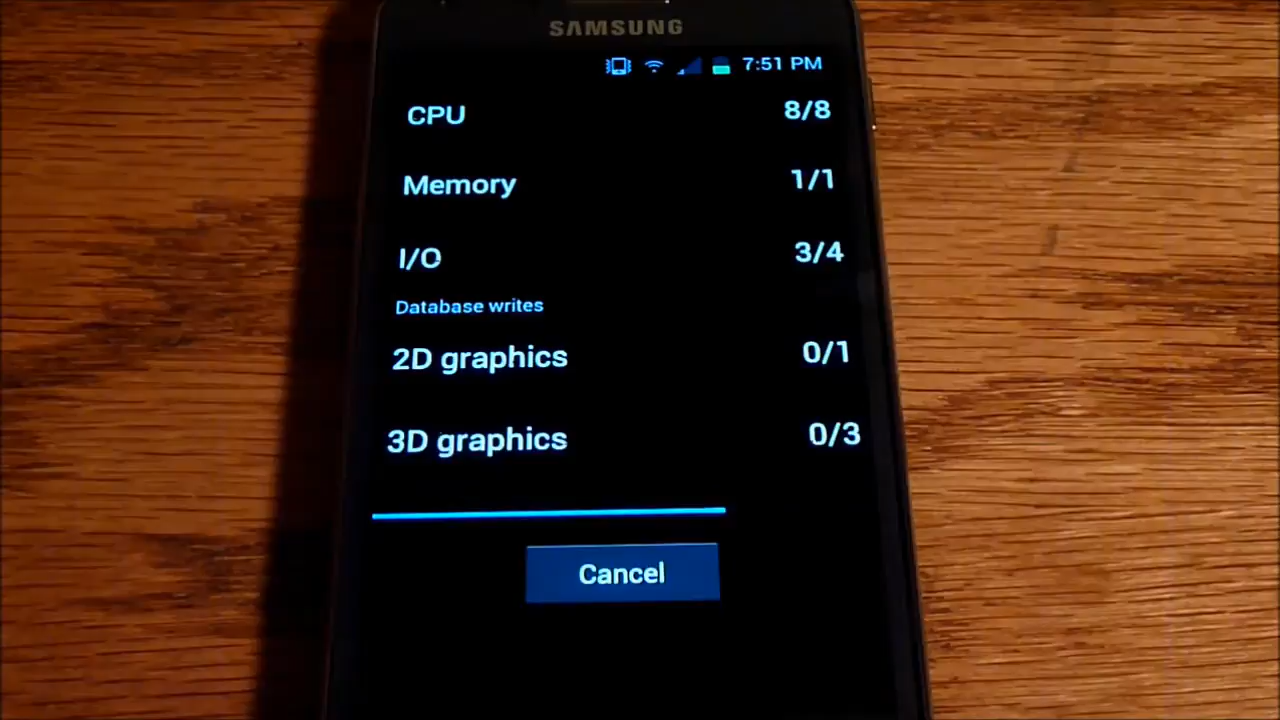 SAMSUNG
7:51 PM
CPU 8/8
Memory 1/1
I/O 3/4
Database writes
2D graphics 0/1
3D graphics 0/3
Cancel